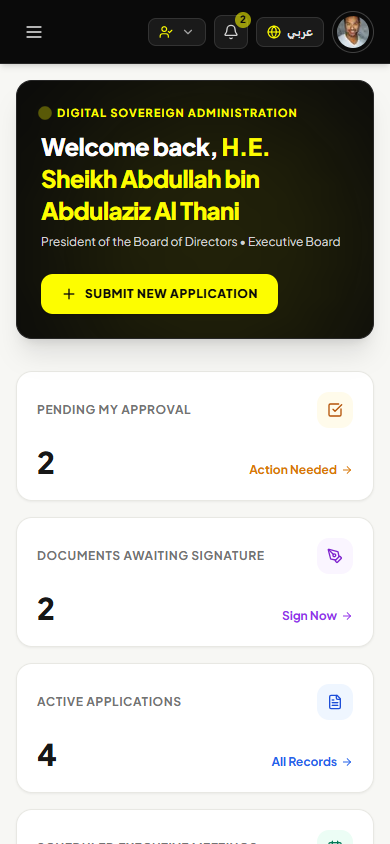 2
عربي
DIGITAL SOVEREIGN ADMINISTRATION
Welcome back, H.E.
Sheikh Abdullah bin
Abdulaziz Al Thani
President of the Board of Directors • Executive Board
SUBMIT NEW APPLICATION
PENDING MY APPROVAL
2
Action Needed →
DOCUMENTS AWAITING SIGNATURE
2
Sign Now →
ACTIVE APPLICATIONS
4
All Records →